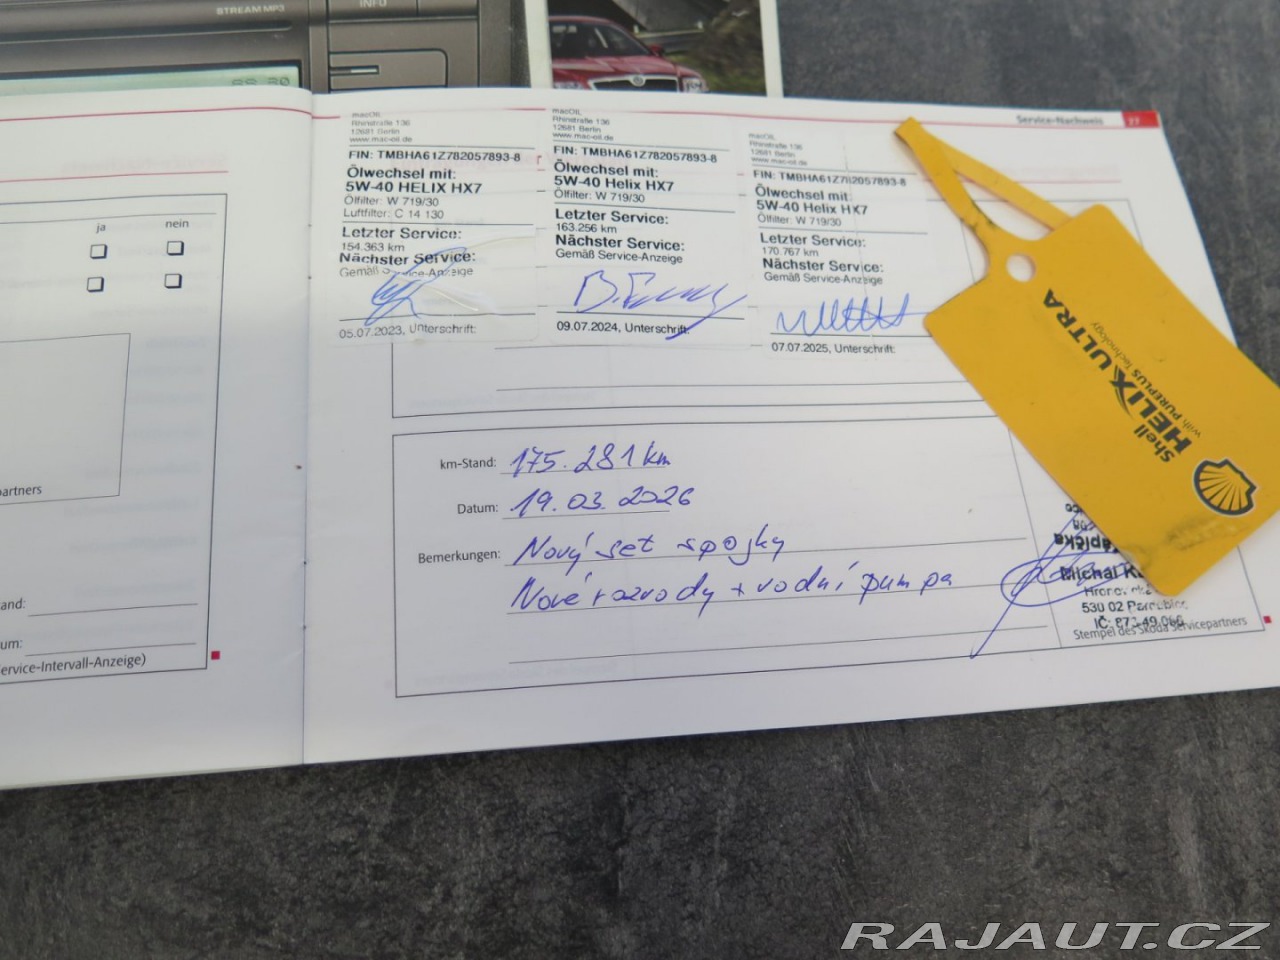 STREAM MP3
INFO
Service-Nachweis 27
macOIL
Rhinstraße 136
12681 Berlin
www.mac-oil.de
FIN: TMBHA61Z782057893-8
Ölwechsel mit:
5W-40 HELIX HX7
Ölfilter: W 719/30
Luftfilter: C 14 130
Letzter Service:
154.363 km
Nächster Service:
Gemäß Service-Anzeige
05.07.2023, Unterschrift:
macOIL
Rhinstraße 136
12681 Berlin
www.mac-oil.de
FIN: TMBHA61Z782057893-8
Ölwechsel mit:
5W-40 Helix HX7
Ölfilter: W 719/30
Letzter Service:
163.256 km
Nächster Service:
Gemäß Service-Anzeige
09.07.2024, Unterschrift:
macOIL
Rhinstraße 136
12681 Berlin
www.mac-oil.de
FIN: TMBHA61Z782057893-8
Ölwechsel mit:
5W-40 Helix HX7
Ölfilter: W 719/30
Letzter Service:
170.767 km
Nächster Service:
Gemäß Service-Anzeige
07.07.2025, Unterschrift:
ja nein
partners
and:
um:
ervice-Intervall-Anzeige)
km-Stand: 175.281 km
Datum: 19.03.2026
Bemerkungen: Nový set spojky
Nové rozvody + vodní pumpa
Michal
530 02 Pardubice
Stempel des Škoda Servicepartners
Shell
HELIX ULTRA
with PUREPLUS Technology
RAJAUT.CZ